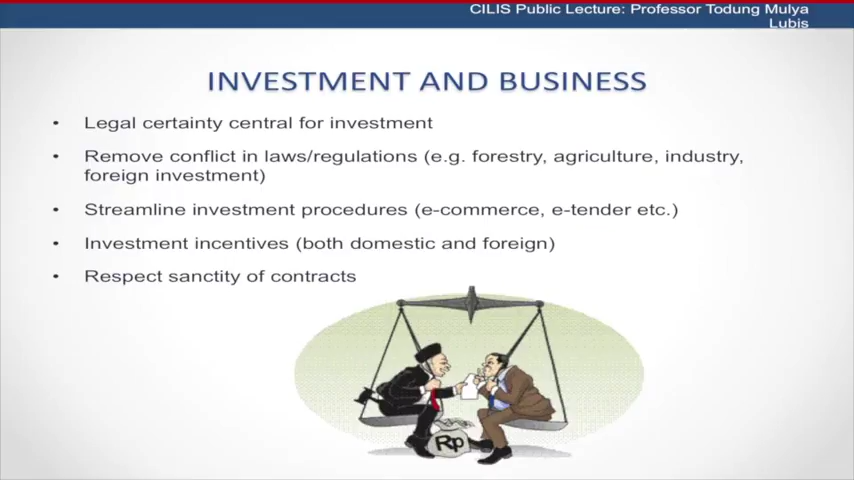 CILIS Public Lecture: Professor Todung Mulya
Lubis
INVESTMENT AND BUSINESS
• Legal certainty central for investment
• Remove conflict in laws/regulations (e.g. forestry, agriculture, industry,
foreign investment)
• Streamline investment procedures (e-commerce, e-tender etc.)
• Investment incentives (both domestic and foreign)
• Respect sanctity of contracts
Rp